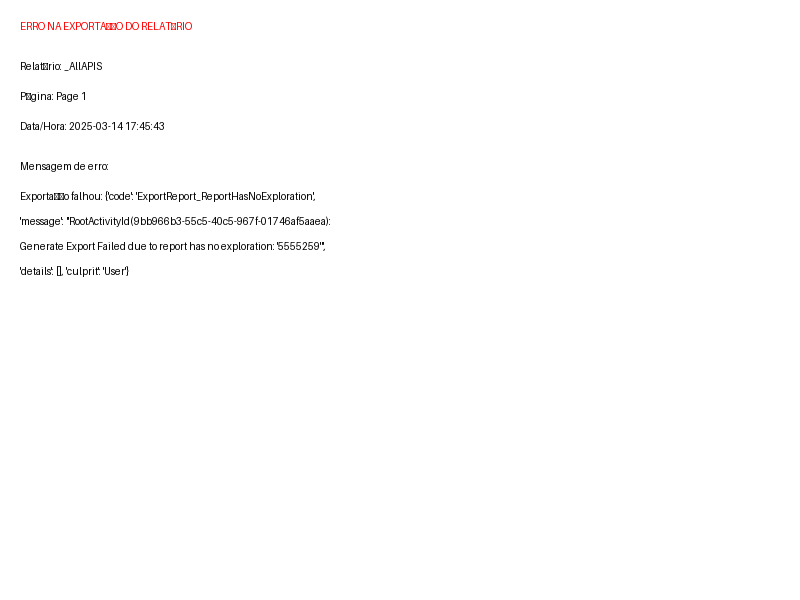 ERRO NA EXPORTA▯▯O DO RELAT▯RIO
Relat▯rio: _AllAPIS
P▯gina: Page 1
Data/Hora: 2025-03-14 17:45:43
Mensagem de erro:
Exporta▯▯o falhou: {'code': 'ExportReport_ReportHasNoExploration',
'message': "RootActivityId(9bb966b3-55c5-40c5-967f-01746af5aaea):
Generate Export Failed due to report has no exploration: '5555259'",
'details': [], 'culprit': 'User'}